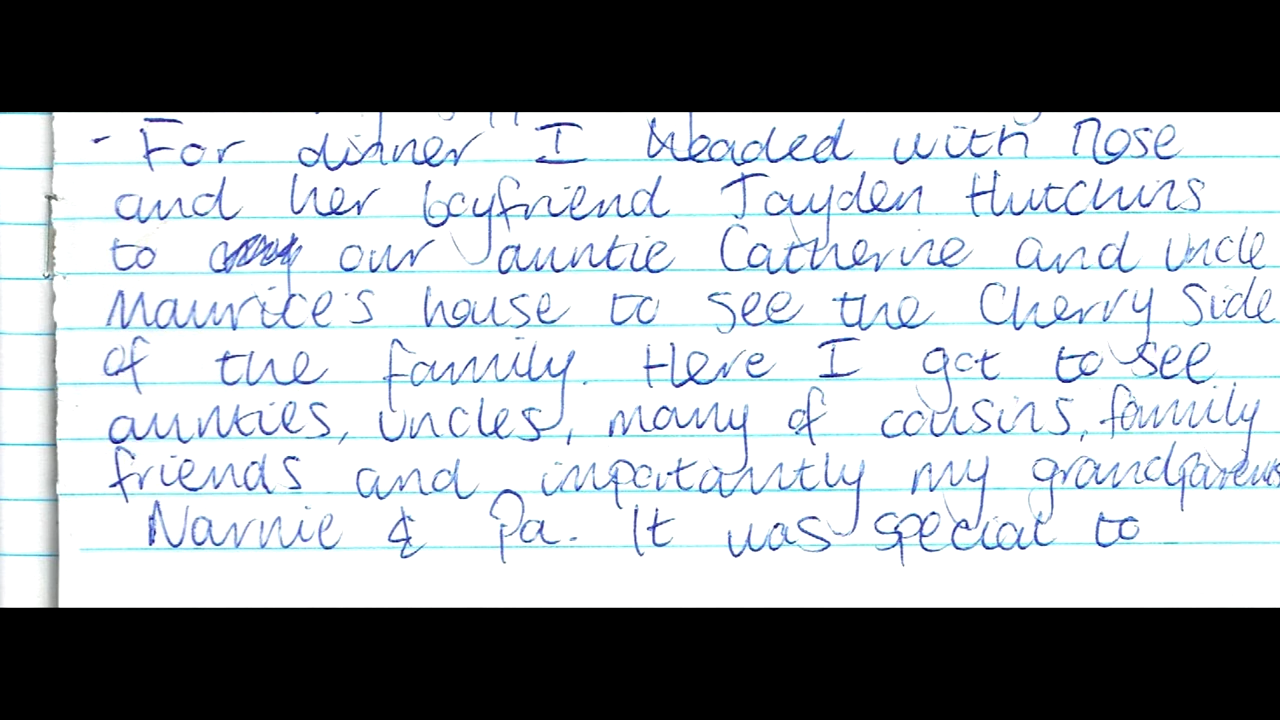 - For dinner I headed with Rose
and her boyfriend Jayden Hutchins
to our auntie Catherine and uncle
Maurice's house to see the Cherry side
of the family. Here I got to see
aunties, uncles, many of cousins, family
friends and importantly my grandparents
Narnie & Pa. It was special to